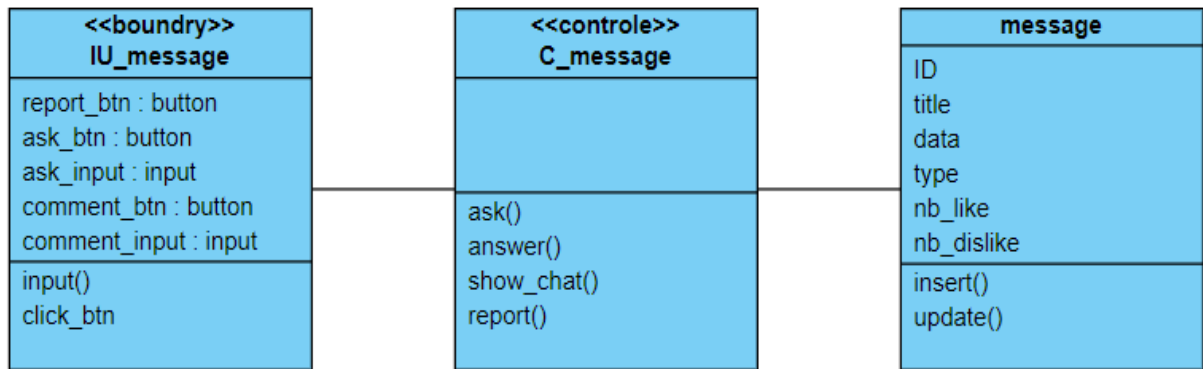 <<boundry>>
IU_message
report_btn : button
ask_btn : button
ask_input : input
comment_btn : button
comment_input : input
input()
click_btn
<<controle>>
C_message
ask()
answer()
show_chat()
report()
message
ID
title
data
type
nb_like
nb_dislike
insert()
update()